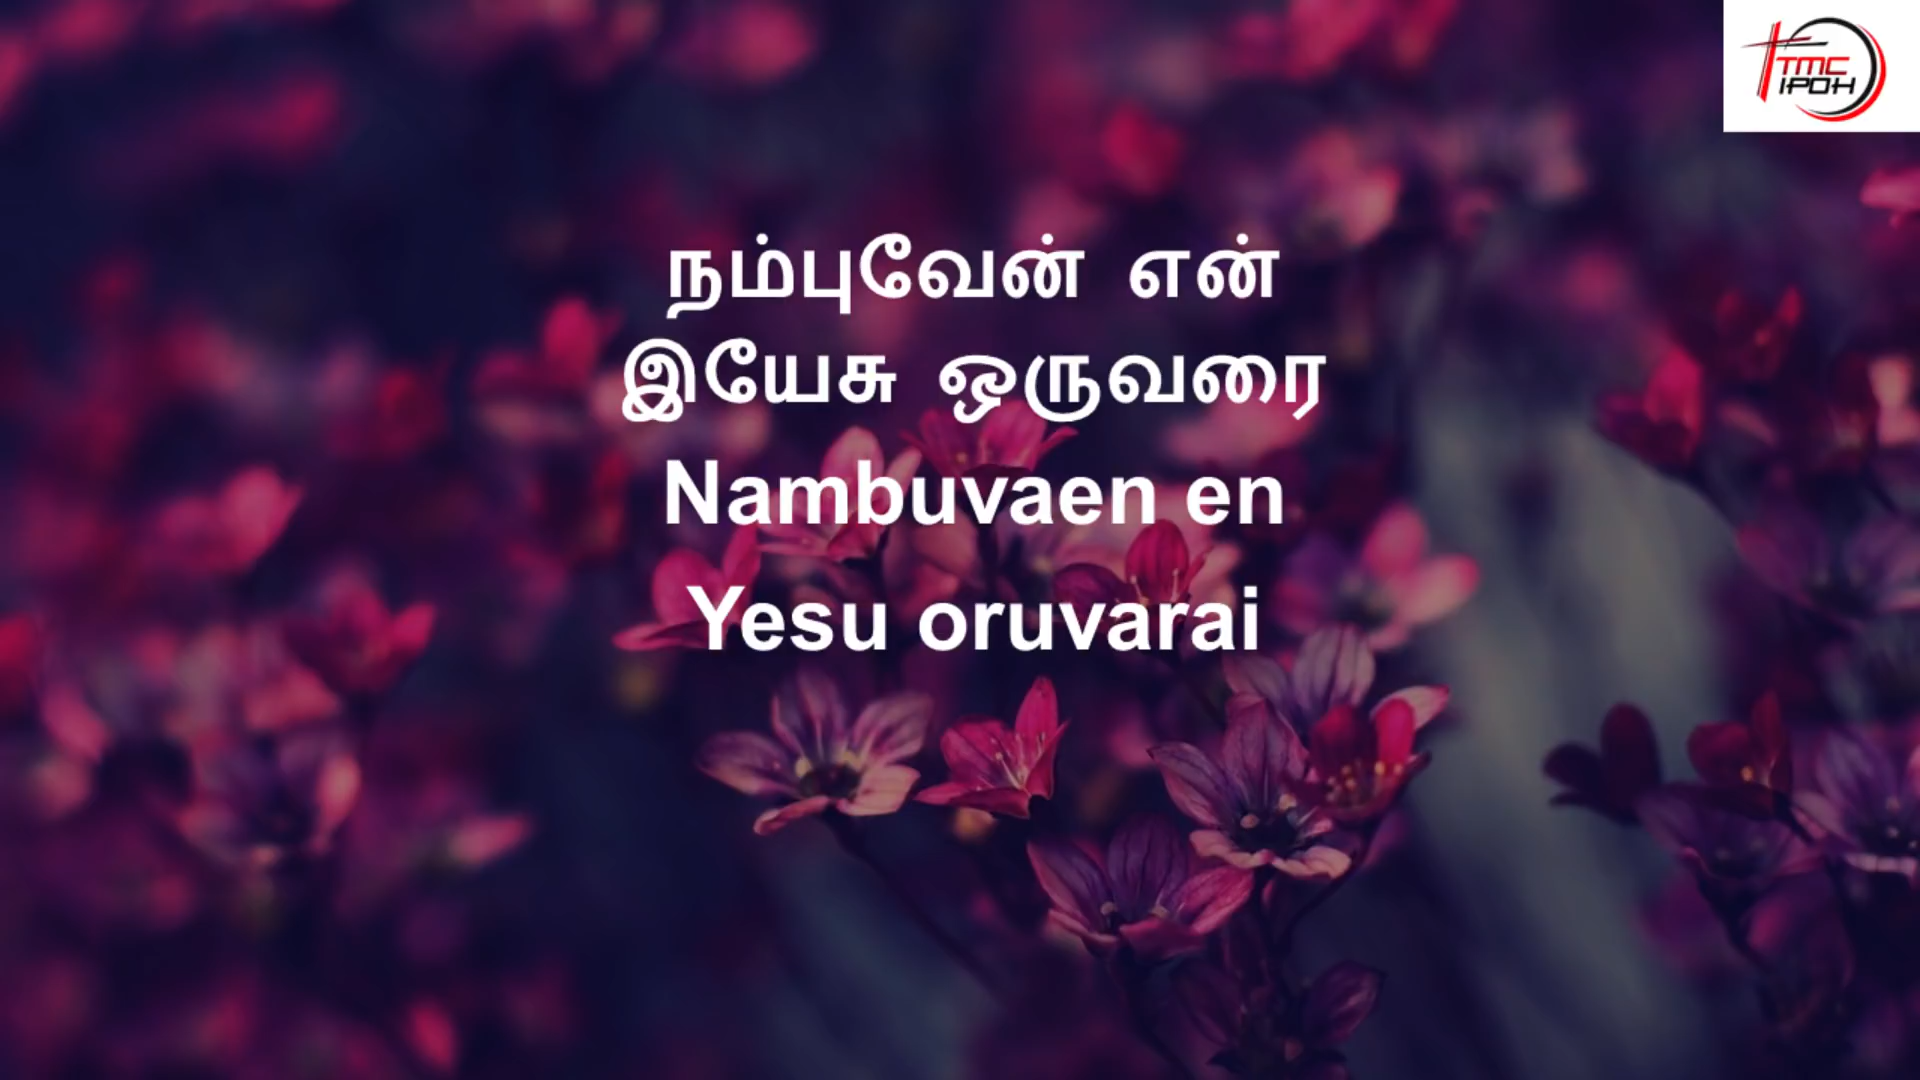 TMC
IPOH
நம்புவேன் என்
இயேசு ஒருவரை
Nambuvaen en
Yesu oruvarai